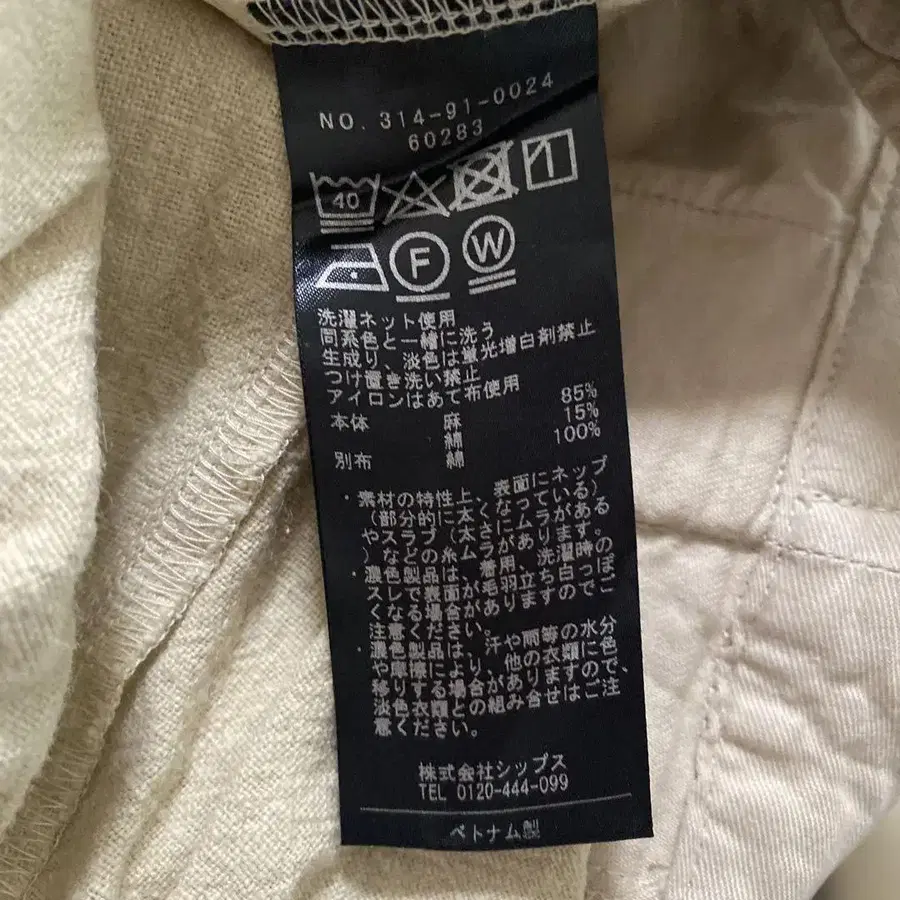 NO. 314-91-0024
60283
40
F
W
洗濯ネット使用
同系色と一緒に洗う
生成り、淡色は蛍光増白剤禁止
つけ置き洗い禁止
アイロンはあて布使用
本体 麻 85%
綿 15%
別布 綿 100%
・素材の特性上、表面にネップ
(部分的に太くなっている)
やスラブ(太さにムラがある
)などの糸ムラがあります。
・濃色製品は、着用、洗濯時の
スレで表面が毛羽立ち白っぽ
くなる場合がありますのでご
注意ください。
・濃色製品は、汗や雨等の水分
や摩擦により、他の衣類に色
移りする場合がありますので、
淡色衣類との組み合せはご注
意ください。
株式会社シップス
TEL 0120-444-099
ベトナム製